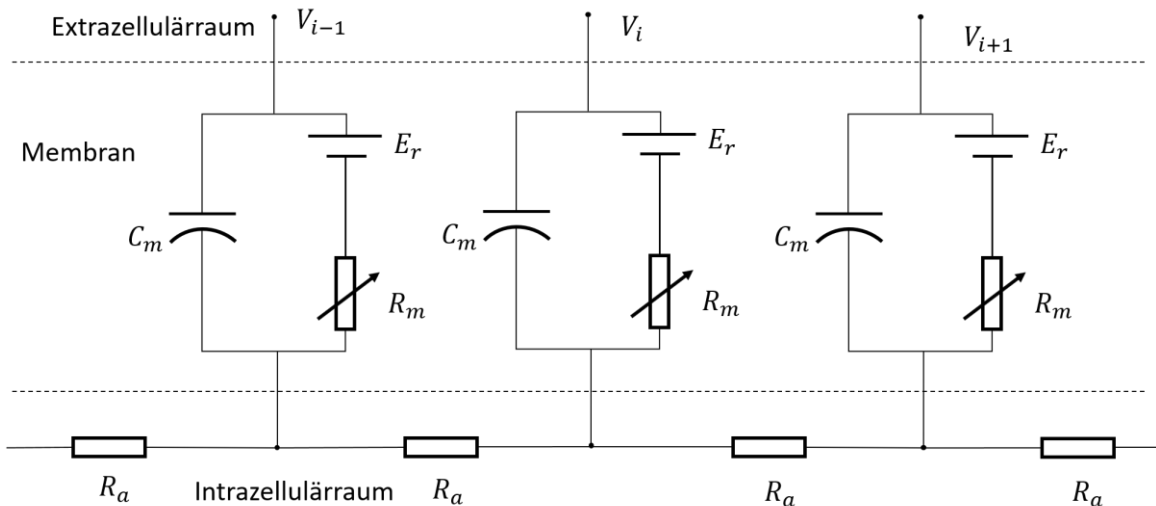 Extrazellulärraum
V_{i-1}
V_i
V_{i+1}
Membran
E_r
E_r
E_r
C_m
C_m
C_m
R_m
R_m
R_m
R_a
Intrazellulärraum
R_a
R_a
R_a